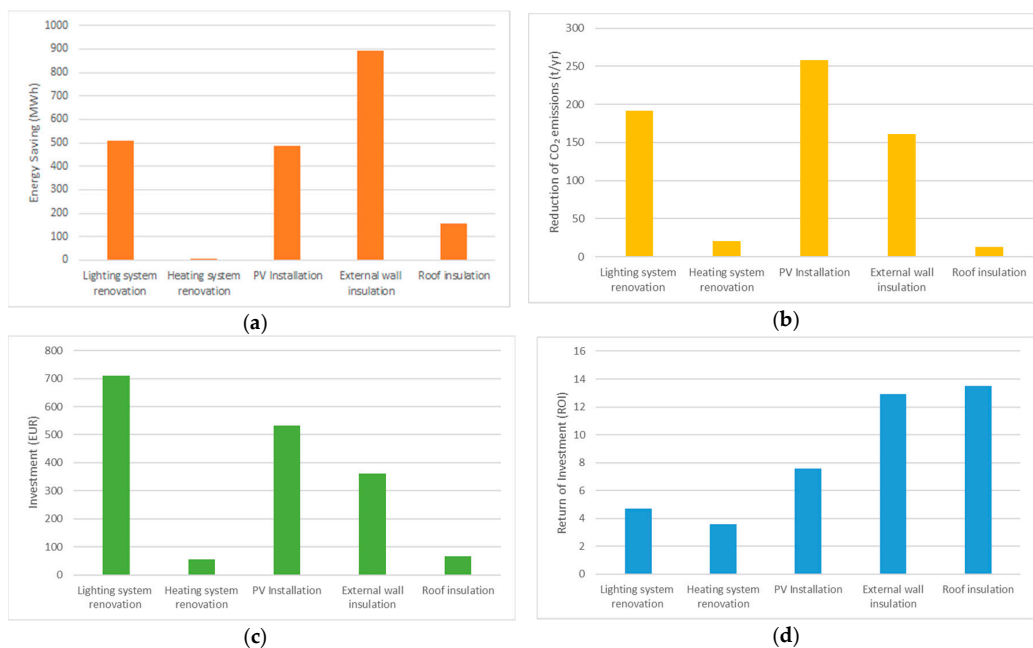 1000
900
800
700
600
500
400
300
200
100
0
Energy Saving (MWh)
Lighting system
renovation
Heating system
renovation
PV Installation
External wall
insulation
Roof insulation
(a)
300
250
200
150
100
50
0
Reduction of CO₂ emissions (t/yr)
Lighting system
renovation
Heating system
renovation
PV Installation
External wall
insulation
Roof insulation
(b)
800
700
600
500
400
300
200
100
0
Investment (EUR)
Lighting system
renovation
Heating system
renovation
PV Installation
External wall
insulation
Roof insulation
(c)
16
14
12
10
8
6
4
2
0
Return of Investment (ROI)
Lighting system
renovation
Heating system
renovation
PV Installation
External wall
insulation
Roof insulation
(d)